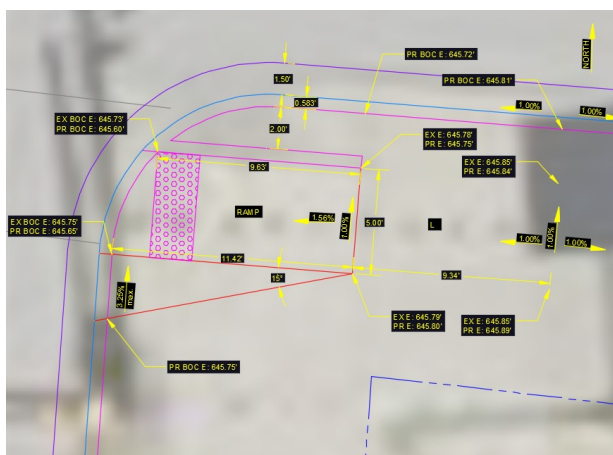 PR BOC E: 645.72'
NORTH
1.50'
PR BOC E: 645.81'
0.583'
1.00%
1.00%
EX BOC E: 645.73'
PR BOC E: 645.60'
2.00'
EX E: 645.78'
PR E: 645.75'
9.63'
EX E: 645.85'
PR E: 645.84'
RAMP
1.56%
1.00%
5.00'
L
EX BOC E: 645.75'
PR BOC E: 645.65'
1.00%
1.00%
1.00%
11.42'
15°
9.34'
3.25%
max.
EX E: 645.79'
PR E: 645.80'
EX E: 645.85'
PR E: 645.89'
PR BOC E: 645.75'